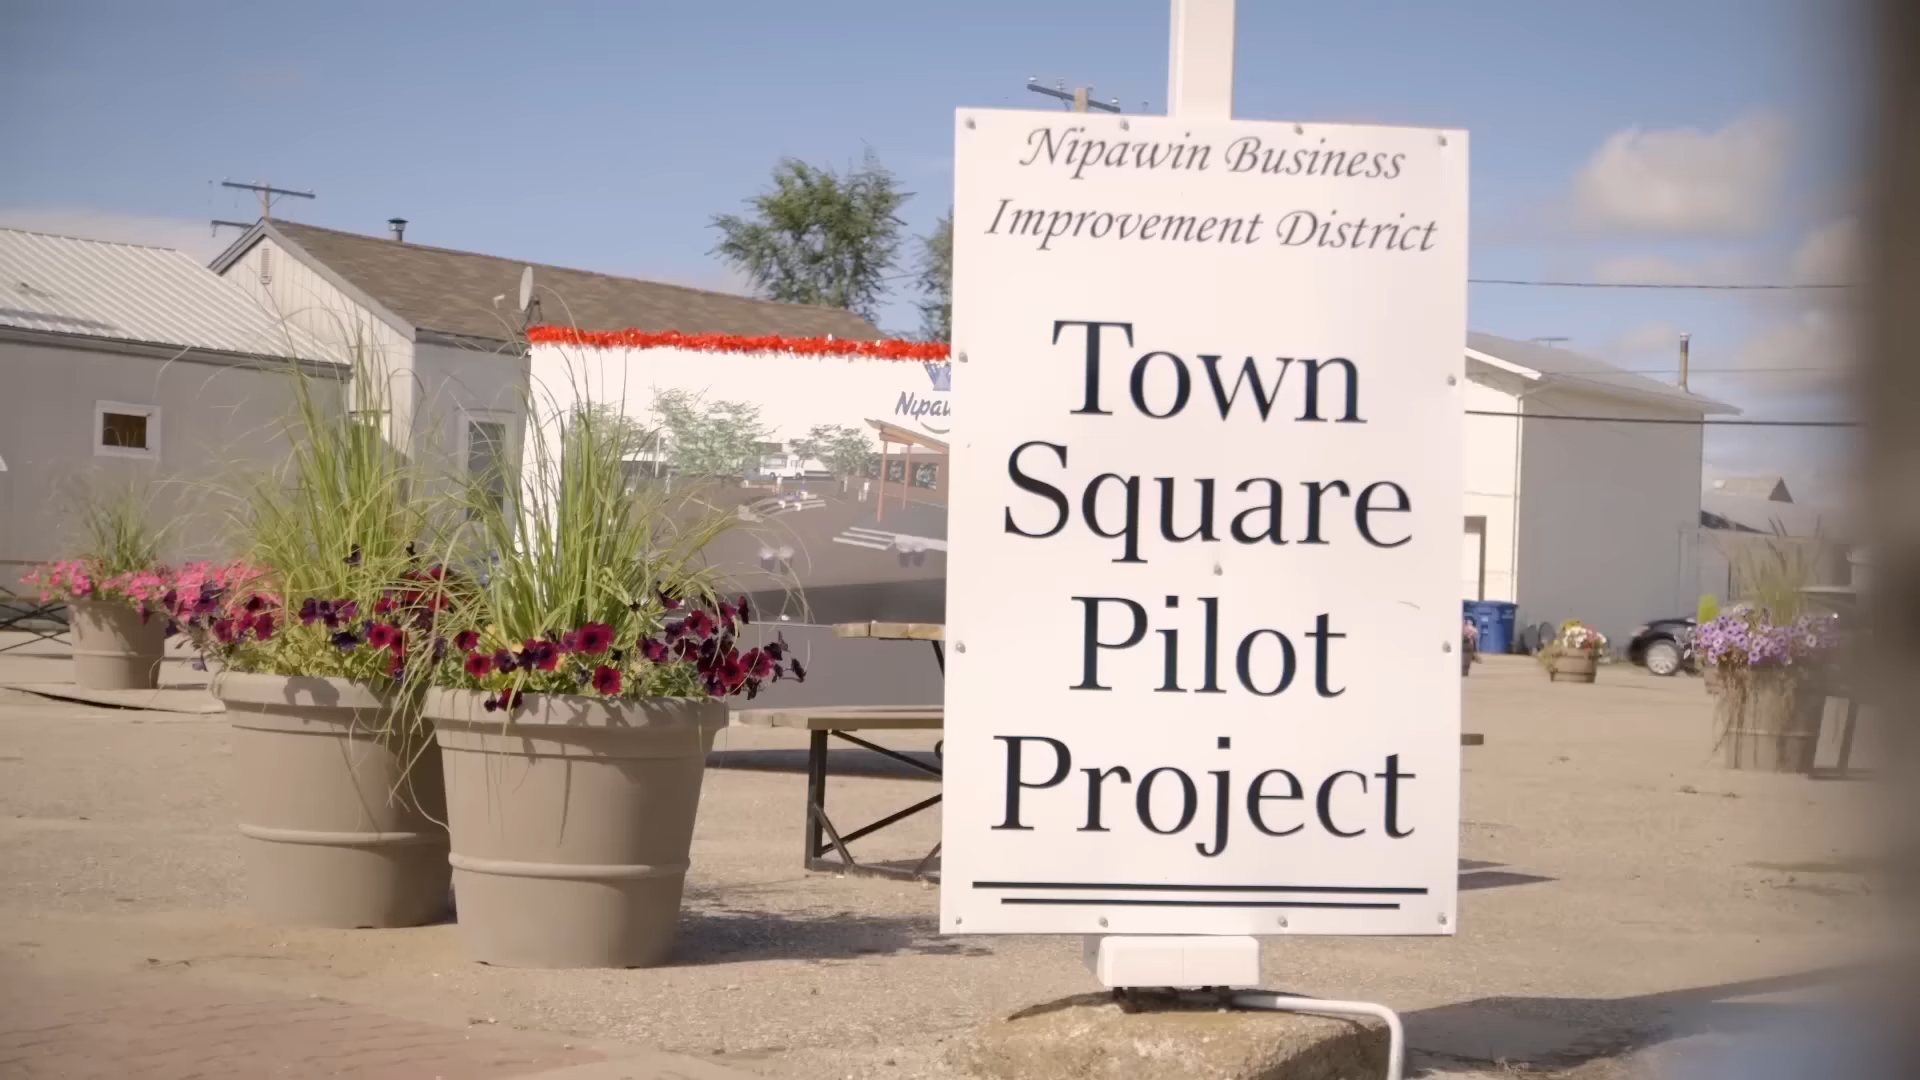 Nipawin Business
Improvement District
Town
Square
Pilot
Project